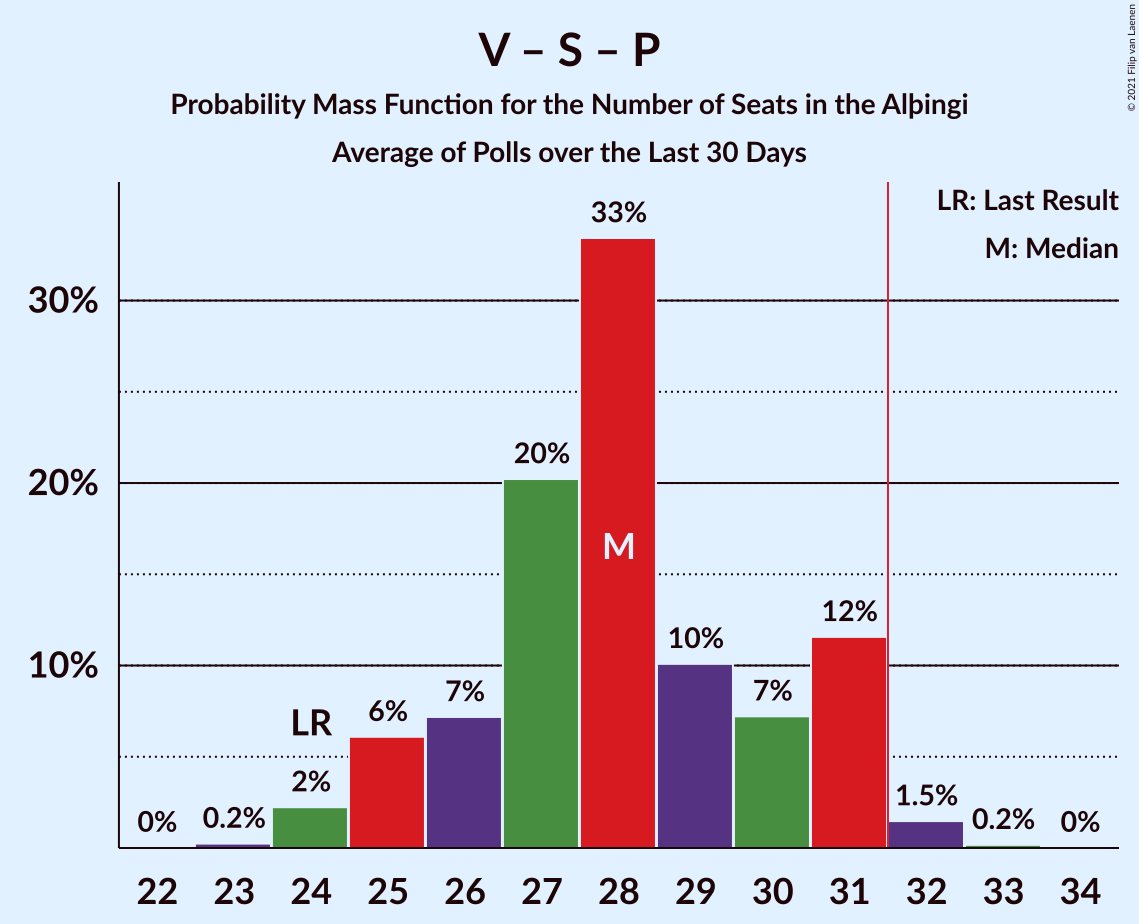 V – S – P
Probability Mass Function for the Number of Seats in the Alþingi
Average of Polls over the Last 30 Days
© 2021 Filip van Laenen
LR: Last Result
M: Median
33%
30%
20%
20%
M
12%
10%
10%
7%
7%
6%
LR
2%
1.5%
0%
0.2%
0.2%
0%
22 23 24 25 26 27 28 29 30 31 32 33 34